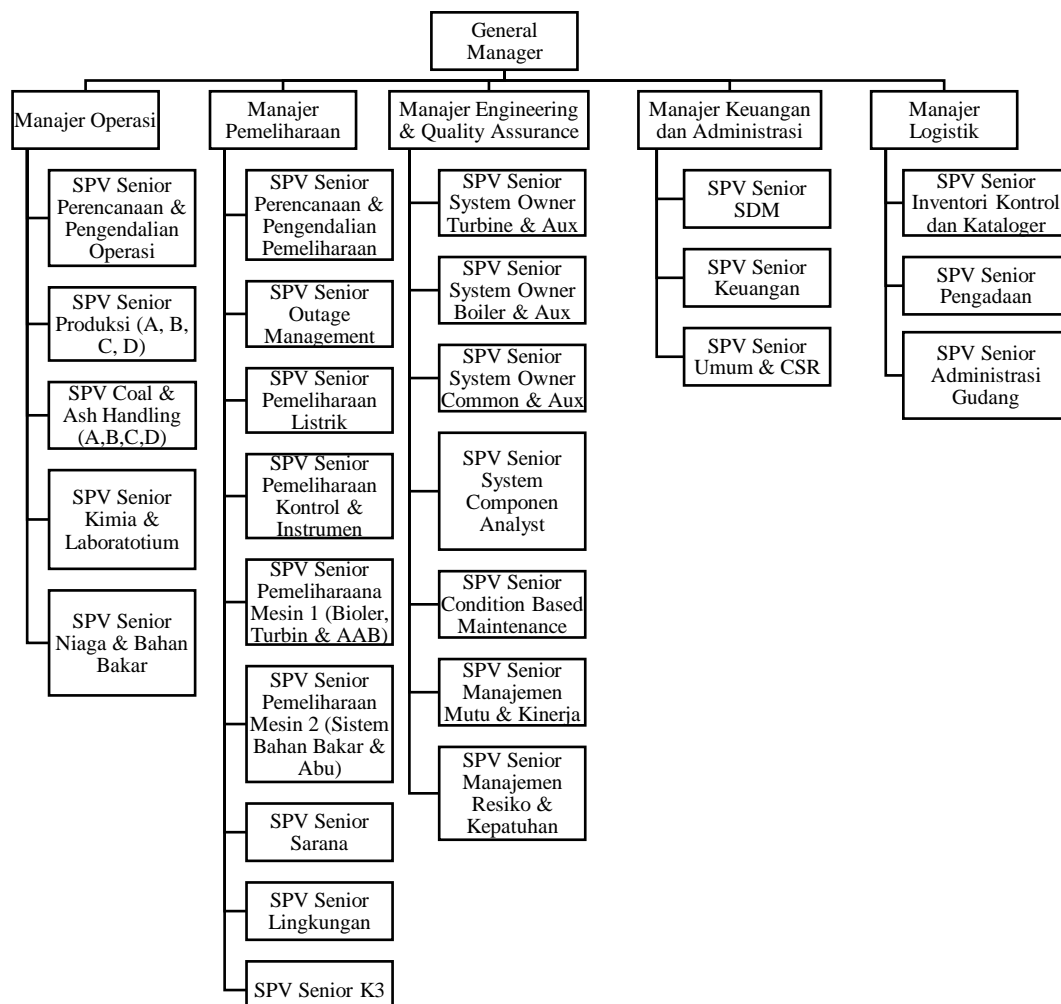 General
Manager
Manajer Operasi
Manajer
Pemeliharaan
Manajer Engineering
& Quality Assurance
Manajer Keuangan
dan Administrasi
Manajer
Logistik
SPV Senior
Perencanaan &
Pengendalian
Operasi
SPV Senior
Produksi (A, B,
C, D)
SPV Coal &
Ash Handling
(A,B,C,D)
SPV Senior
Kimia &
Laboratotium
SPV Senior
Niaga & Bahan
Bakar
SPV Senior
Perencanaan &
Pengendalian
Pemeliharaan
SPV Senior
Outage
Management
SPV Senior
Pemeliharaan
Listrik
SPV Senior
Pemeliharaan
Kontrol &
Instrumen
SPV Senior
Pemeliharaana
Mesin 1 (Bioler,
Turbin & AAB)
SPV Senior
Pemeliharaan
Mesin 2 (Sistem
Bahan Bakar &
Abu)
SPV Senior
Sarana
SPV Senior
Lingkungan
SPV Senior K3
SPV Senior
System Owner
Turbine & Aux
SPV Senior
System Owner
Boiler & Aux
SPV Senior
System Owner
Common & Aux
SPV Senior
System
Componen
Analyst
SPV Senior
Condition Based
Maintenance
SPV Senior
Manajemen
Mutu & Kinerja
SPV Senior
Manajemen
Resiko &
Kepatuhan
SPV Senior
SDM
SPV Senior
Keuangan
SPV Senior
Umum & CSR
SPV Senior
Inventori Kontrol
dan Kataloger
SPV Senior
Pengadaan
SPV Senior
Administrasi
Gudang